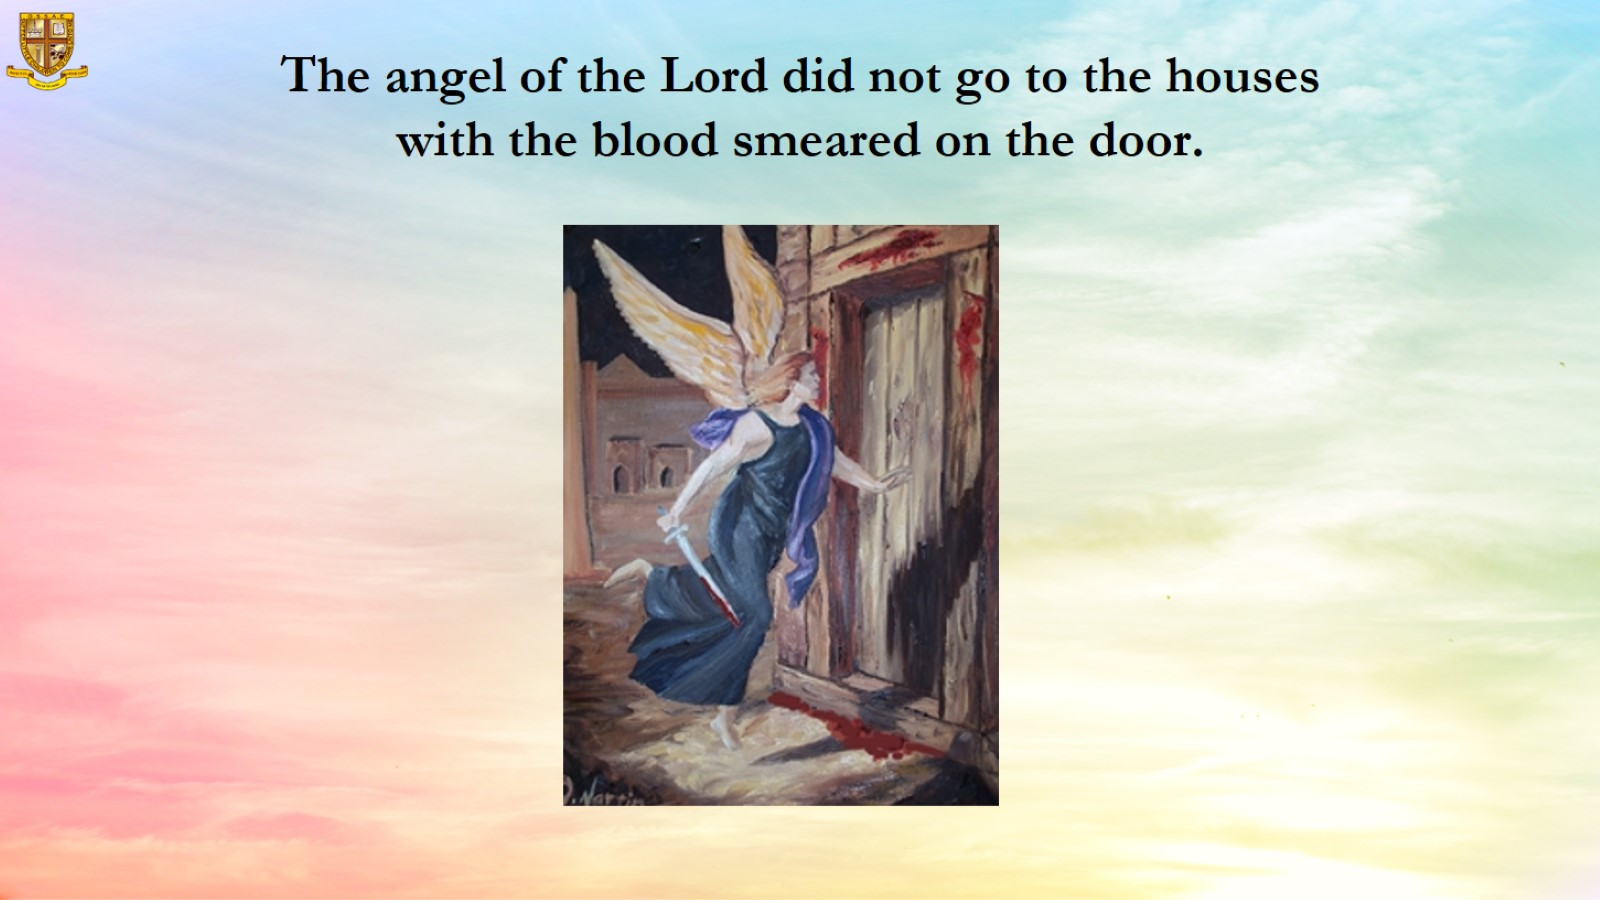 The angel of the Lord did not go to the houses
with the blood smeared on the door.